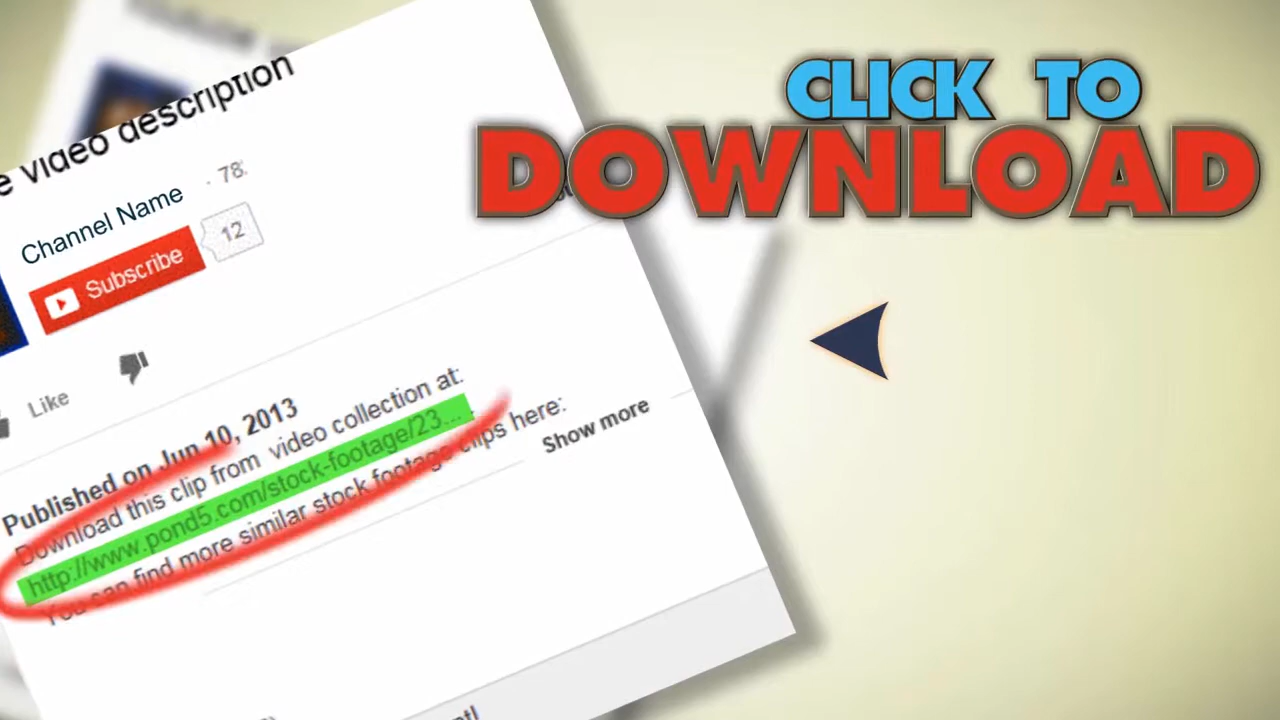 CLICK TO
DOWNLOAD
video description
Channel Name
78
Subscribe
12
Like
Published on Jun 10, 2013
Download this clip from video collection at:
http://www.pond5.com/stock-footage/23...
You can find more similar stock footage clips here:
Show more